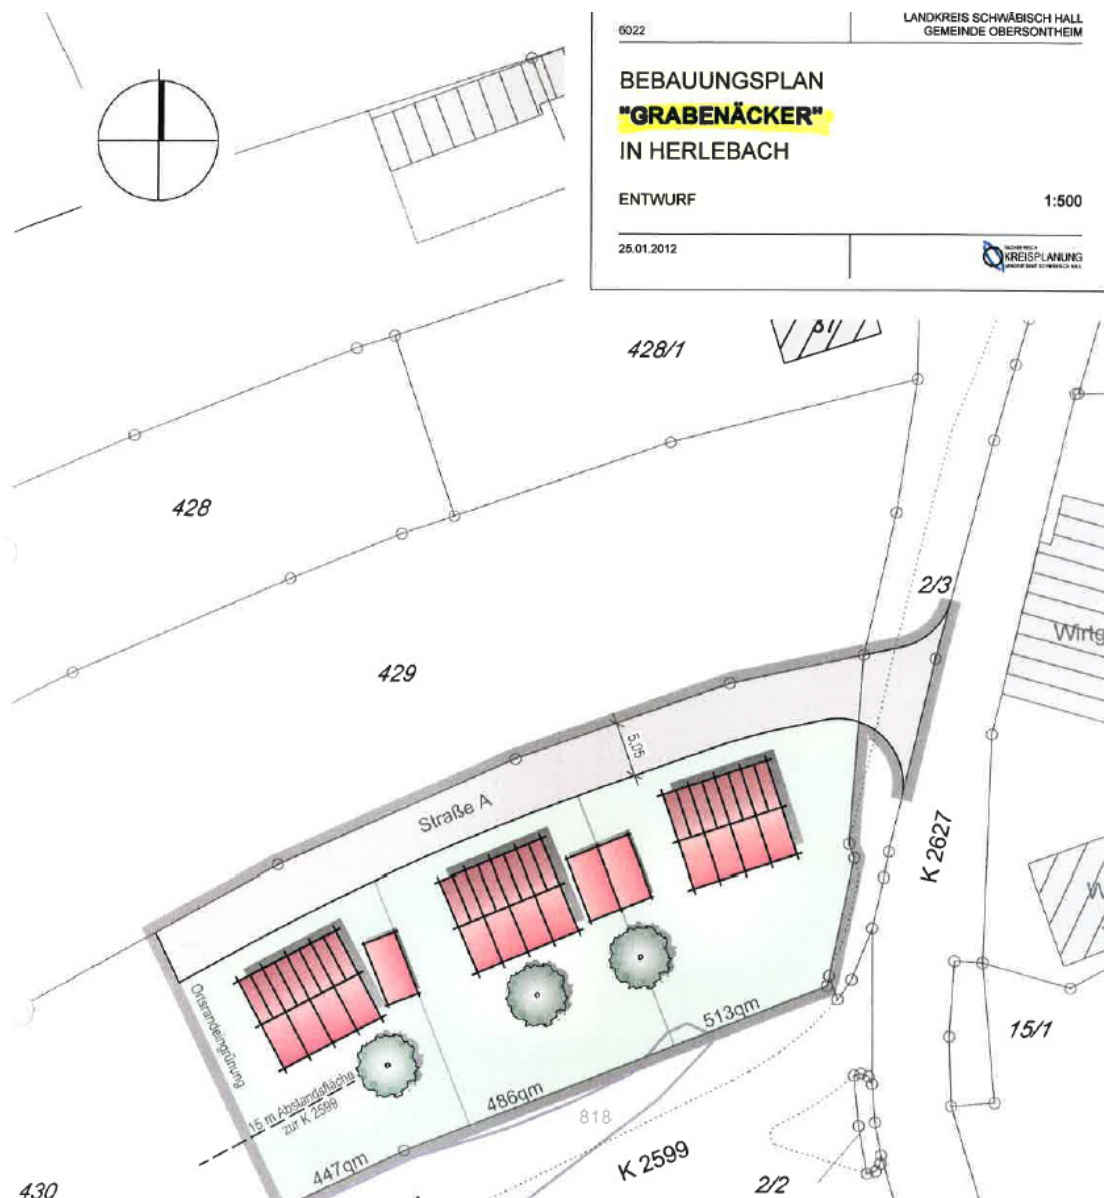 6022
LANDKREIS SCHWÄBISCH HALL
GEMEINDE OBERSONTHEIM
BEBAUUNGSPLAN
"GRABENÄCKER"
IN HERLEBACH
ENTWURF
1:500
25.01.2012
KREISPLANUNG
428/1
428
2/3
Wirtg
429
5.05
Straße A
K 2627
Ortsrandeingrünung
513qm
15/1
15 m Abstandsfläche
zur K 2599
486qm
818
447qm
K 2599
430
2/2